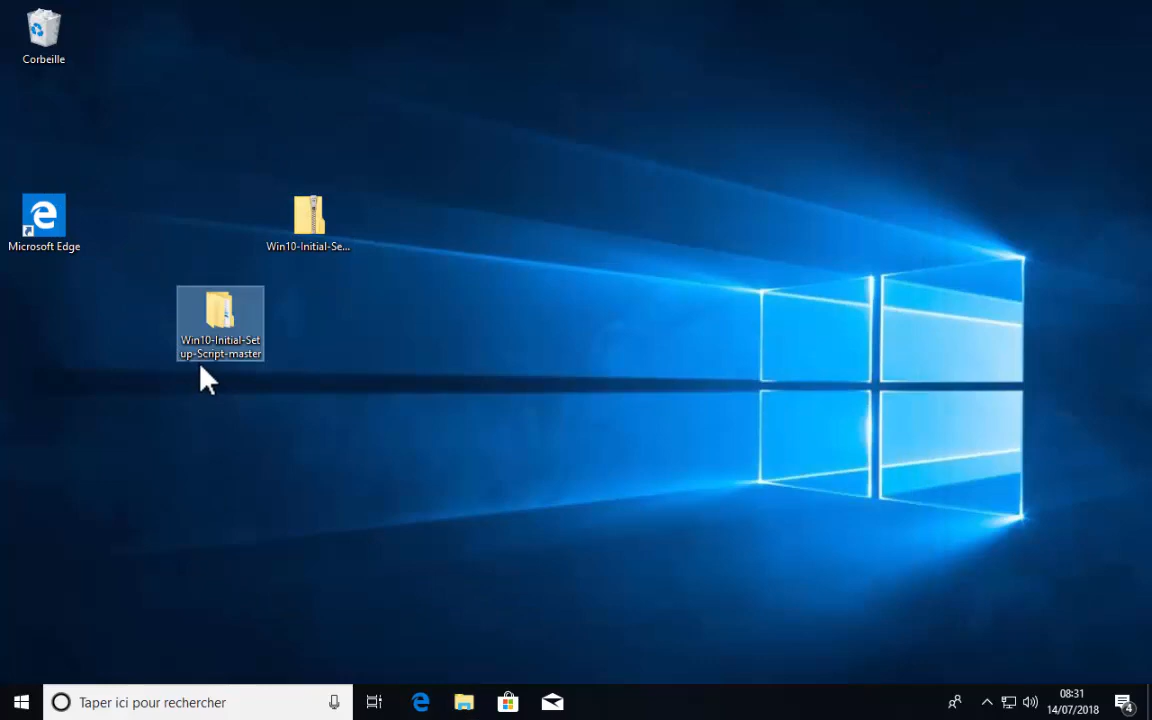 Corbeille
Microsoft Edge
Win10-Initial-Se...
Win10-Initial-Set
up-Script-master
Taper ici pour rechercher
08:31
14/07/2018
4